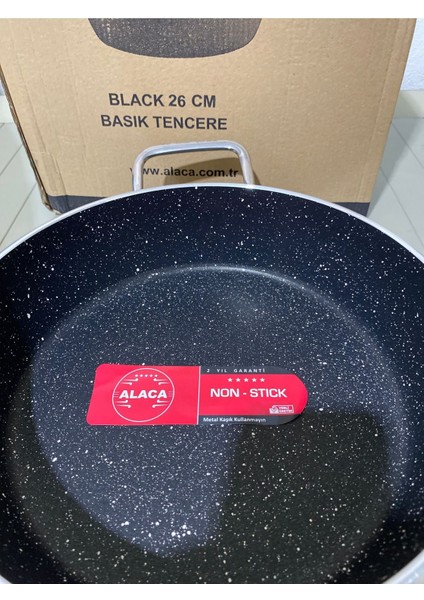 BLACK 26 CM
BASIK TENCERE
www.alaca.com.tr
2 YIL GARANTİ
ALACA
NON - STICK
Metal Kaşık Kullanmayın